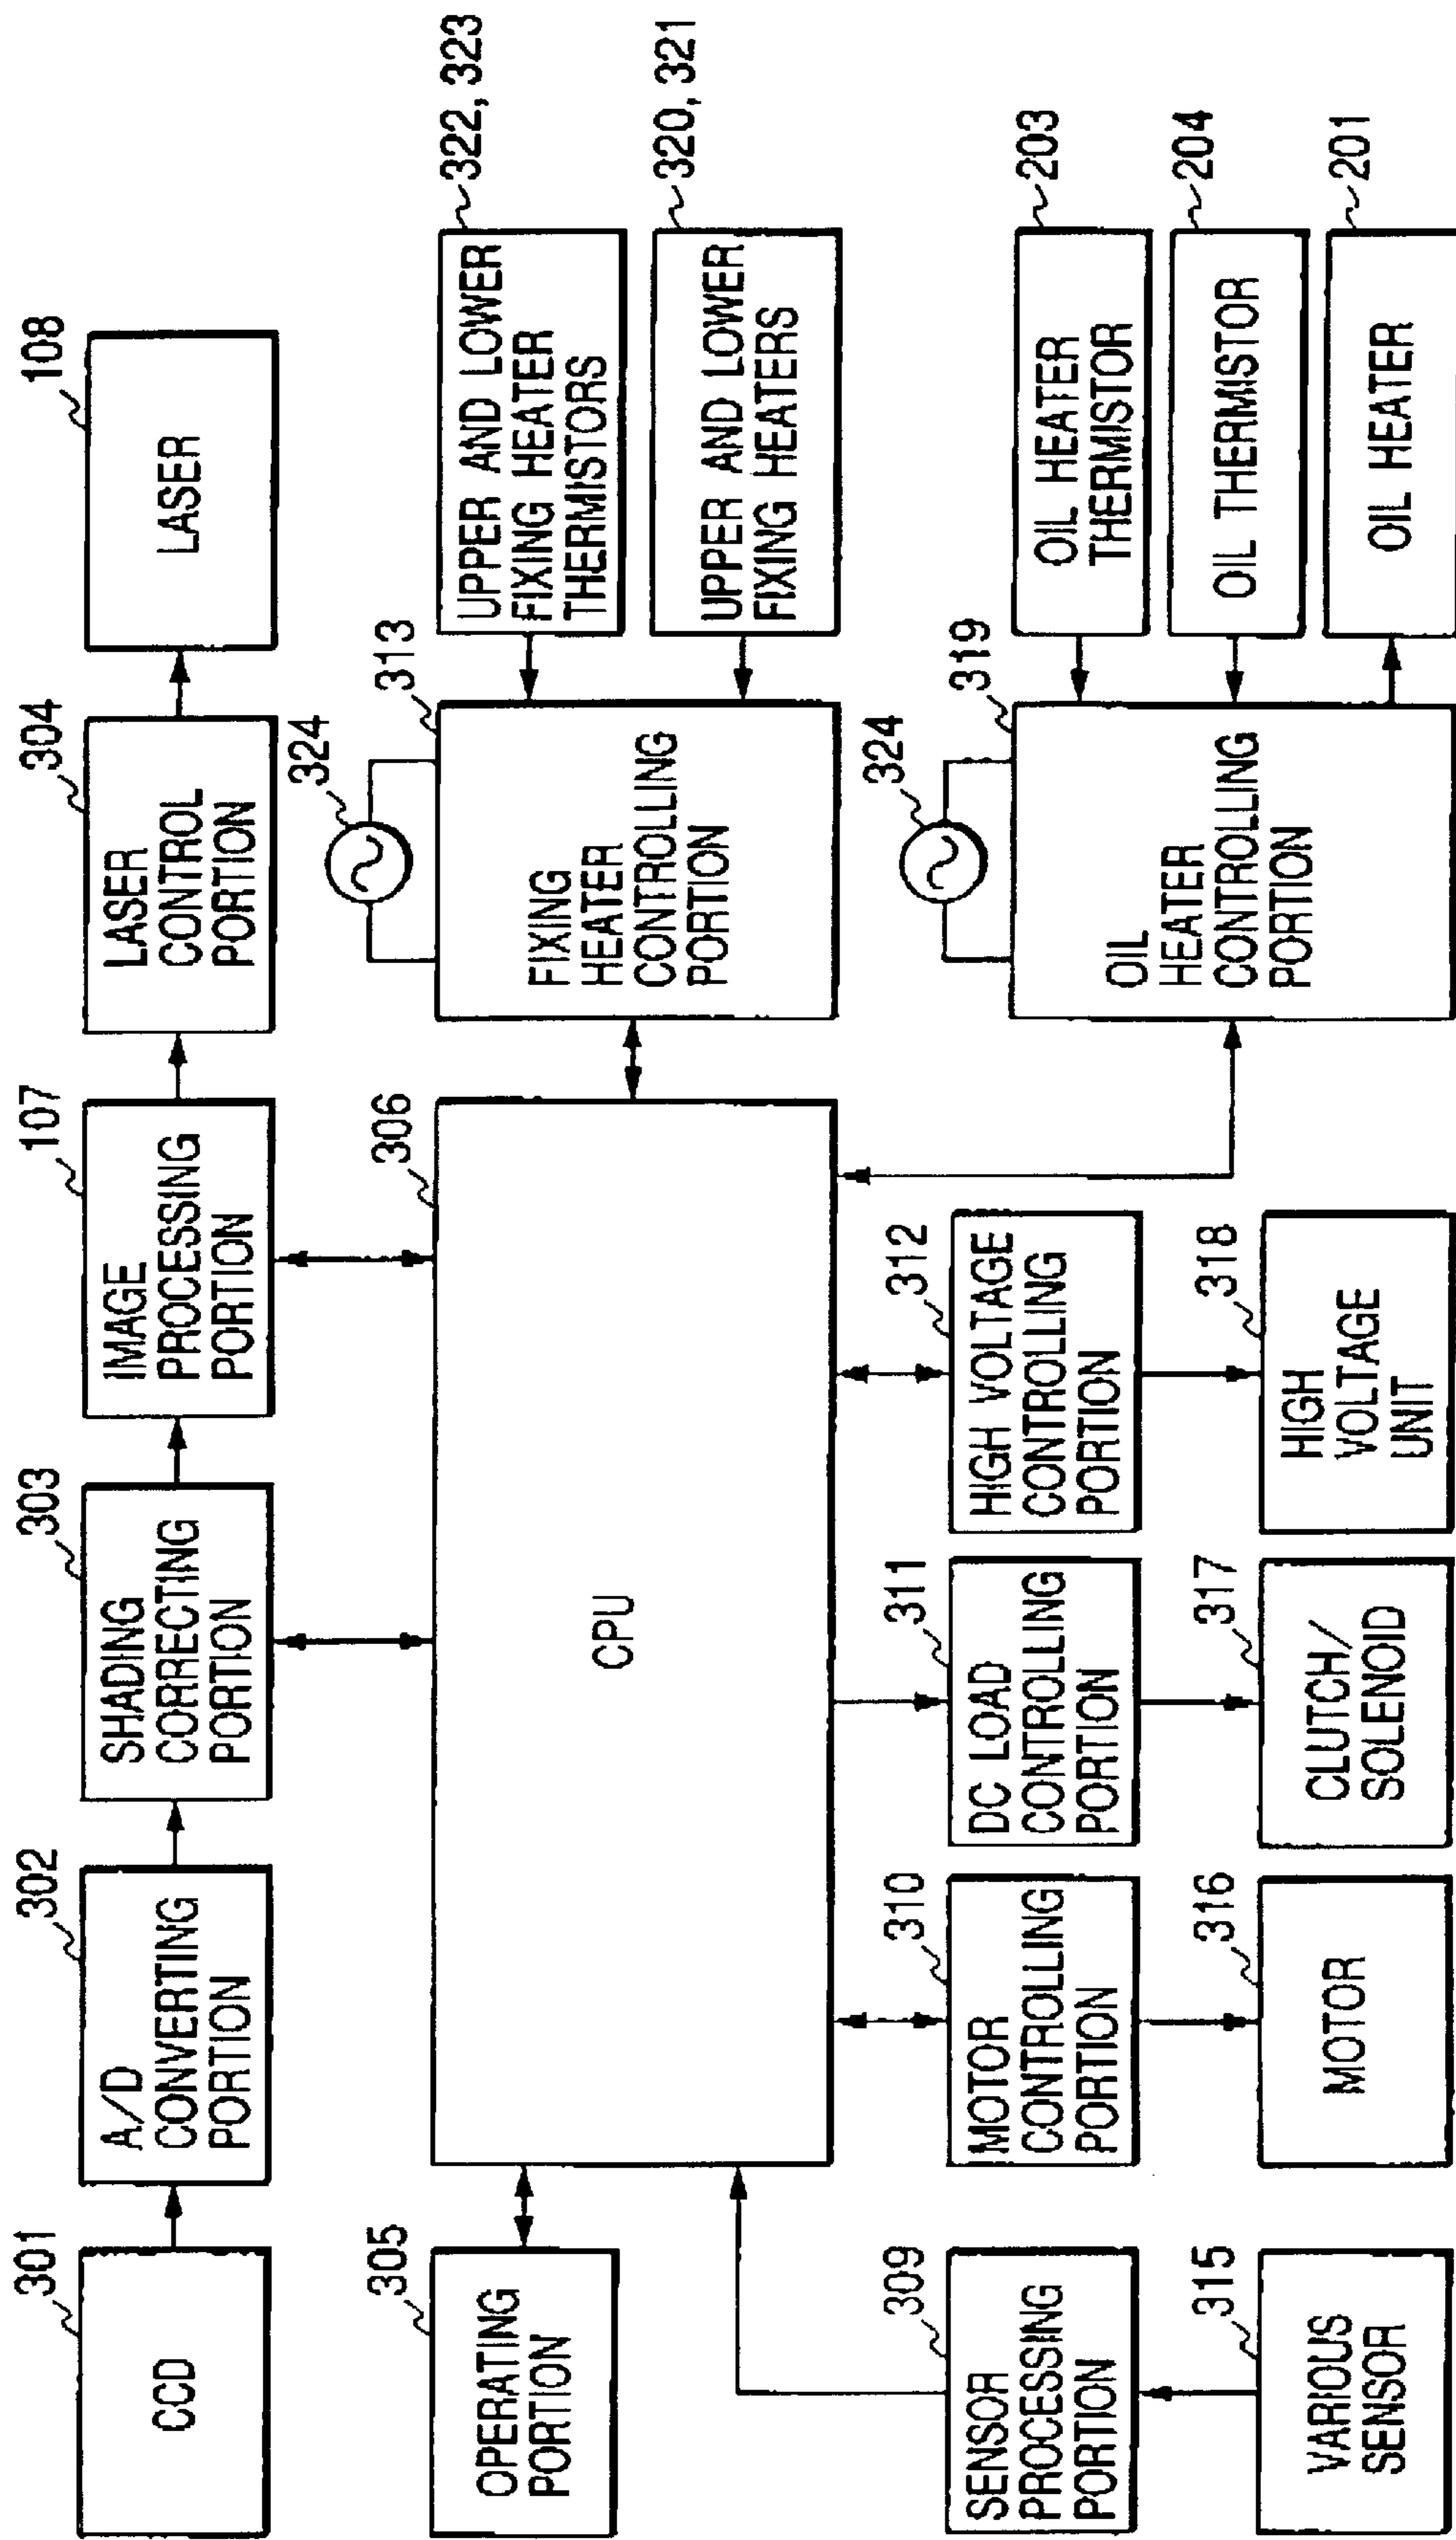 301
CCD
302
A/D
CONVERTING
PORTION
303
SHADING
CORRECTING
PORTION
107
IMAGE
PROCESSING
PORTION
304
LASER
CONTROL
PORTION
108
LASER
305
OPERATING
PORTION
306
CPU
324
313
FIXING
HEATER
CONTROLLING
PORTION
322, 323
UPPER AND LOWER
FIXING HEATER
THERMISTORS
320, 321
UPPER AND LOWER
FIXING HEATERS
309
SENSOR
PROCESSING
PORTION
310
MOTOR
CONTROLLING
PORTION
311
DC LOAD
CONTROLLING
PORTION
312
HIGH VOLTAGE
CONTROLLING
PORTION
324
319
OIL
HEATER
CONTROLLING
PORTION
203
OIL HEATER
THERMISTOR
204
OIL THERMISTOR
201
OIL HEATER
315
VARIOUS
SENSOR
316
MOTOR
317
CLUTCH/
SOLENOID
318
HIGH
VOLTAGE
UNIT